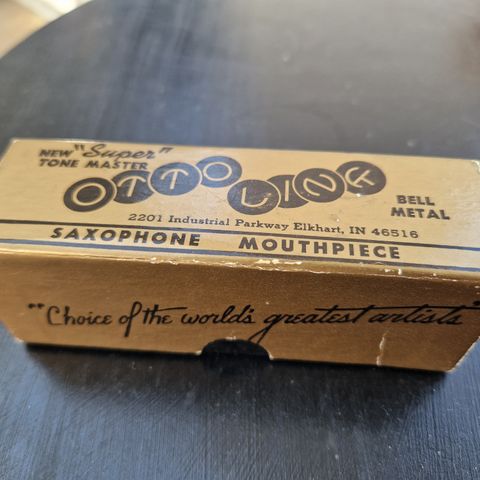 NEW "Super"
TONE MASTER
OTTO LINK
BELL
METAL
2201 Industrial Parkway Elkhart, IN 46516
SAXOPHONE MOUTHPIECE
"Choice of the world's greatest artists"